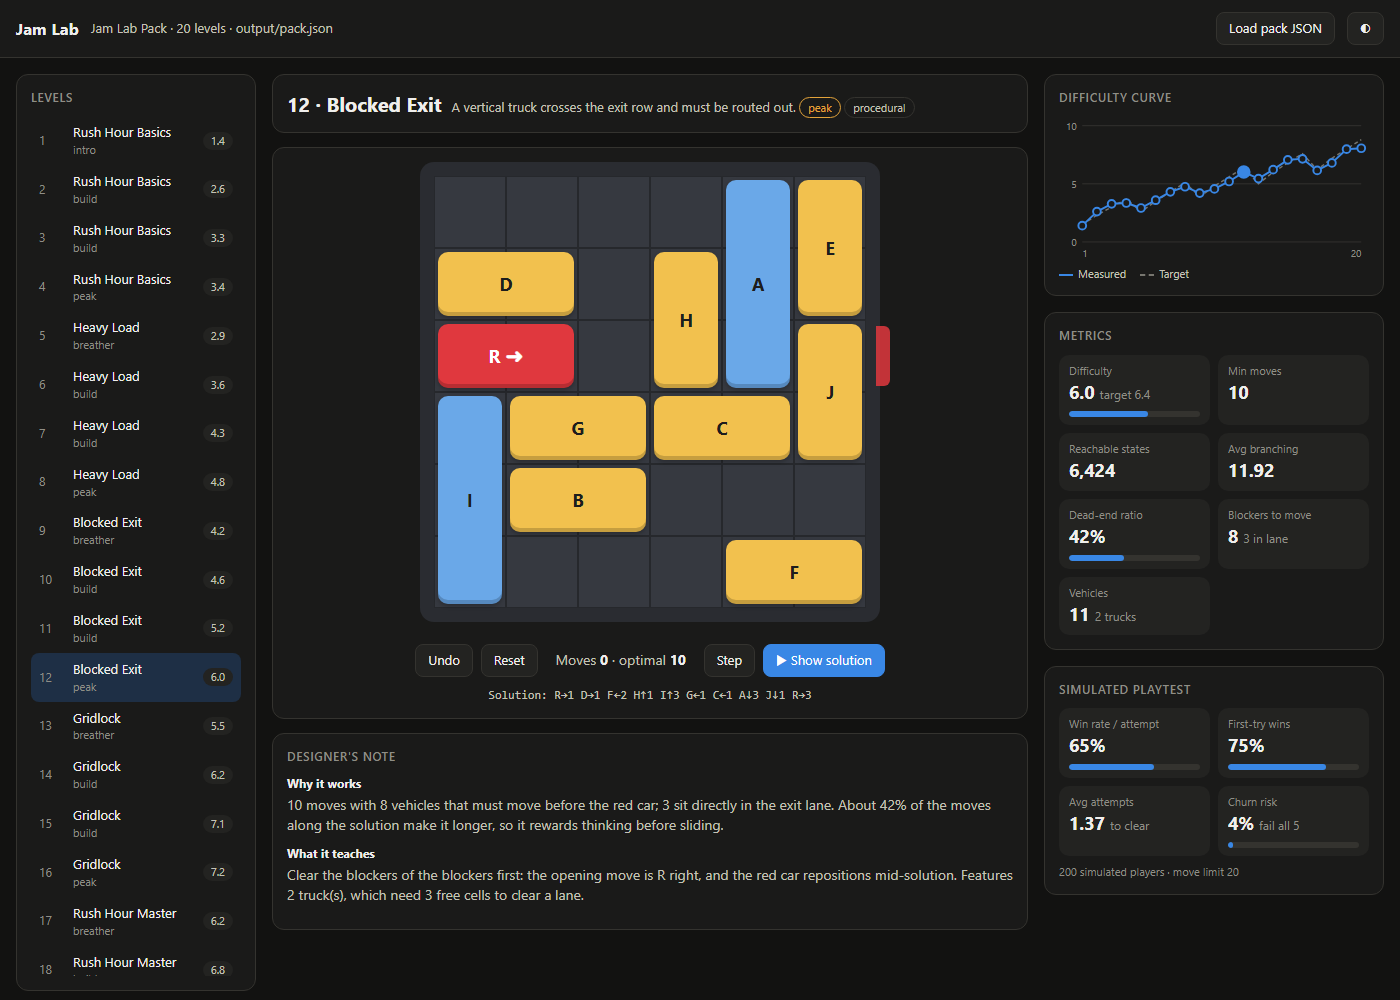 Jam Lab Jam Lab Pack · 20 levels · output/pack.json
Load pack JSON
LEVELS
1 Rush Hour Basics 1.4
intro
2 Rush Hour Basics 2.6
build
3 Rush Hour Basics 3.3
build
4 Rush Hour Basics 3.4
peak
5 Heavy Load 2.9
breather
6 Heavy Load 3.6
build
7 Heavy Load 4.3
build
8 Heavy Load 4.8
peak
9 Blocked Exit 4.2
breather
10 Blocked Exit 4.6
build
11 Blocked Exit 5.2
build
12 Blocked Exit 6.0
peak
13 Gridlock 5.5
breather
14 Gridlock 6.2
build
15 Gridlock 7.1
build
16 Gridlock 7.2
peak
17 Rush Hour Master 6.2
breather
18 Rush Hour Master 6.8
12 · Blocked Exit A vertical truck crosses the exit row and must be routed out. peak procedural
E
D
A
H
R →
J
G
C
I
B
F
Undo Reset Moves 0 · optimal 10 Step ▶ Show solution
Solution: R→1 D→1 F←2 H↑1 I↑3 G←1 C←1 A↓3 J↓1 R→3
DESIGNER'S NOTE
Why it works
10 moves with 8 vehicles that must move before the red car; 3 sit directly in the exit lane. About 42% of the moves
along the solution make it longer, so it rewards thinking before sliding.
What it teaches
Clear the blockers of the blockers first: the opening move is R right, and the red car repositions mid-solution. Features
2 truck(s), which need 3 free cells to clear a lane.
DIFFICULTY CURVE
10
5
0
1 20
Measured Target
METRICS
Difficulty
6.0 target 6.4
Min moves
10
Reachable states
6,424
Avg branching
11.92
Dead-end ratio
42%
Blockers to move
8 3 in lane
Vehicles
11 2 trucks
SIMULATED PLAYTEST
Win rate / attempt
65%
First-try wins
75%
Avg attempts
1.37 to clear
Churn risk
4% fail all 5
200 simulated players · move limit 20